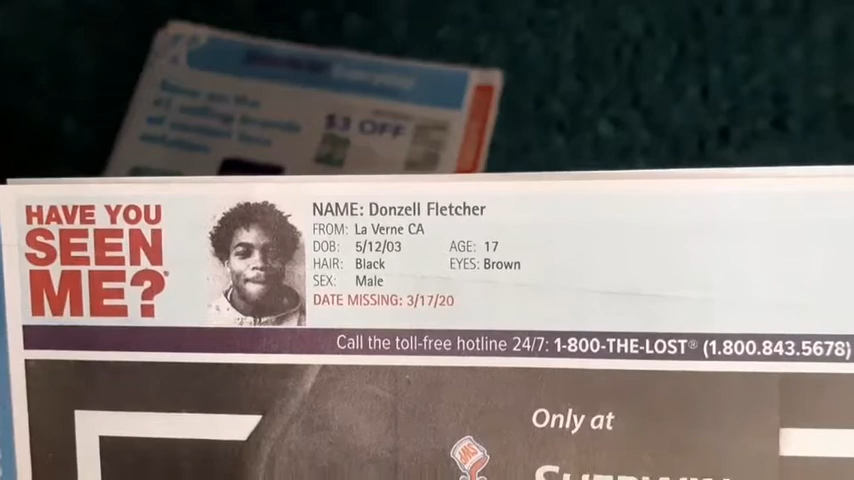 $3 OFF
HAVE YOU
SEEN
ME?®
NAME: Donzell Fletcher
FROM: La Verne CA
DOB: 5/12/03 AGE: 17
HAIR: Black EYES: Brown
SEX: Male
DATE MISSING: 3/17/20
Call the toll-free hotline 24/7: 1-800-THE-LOST® (1.800.843.5678)
Only at